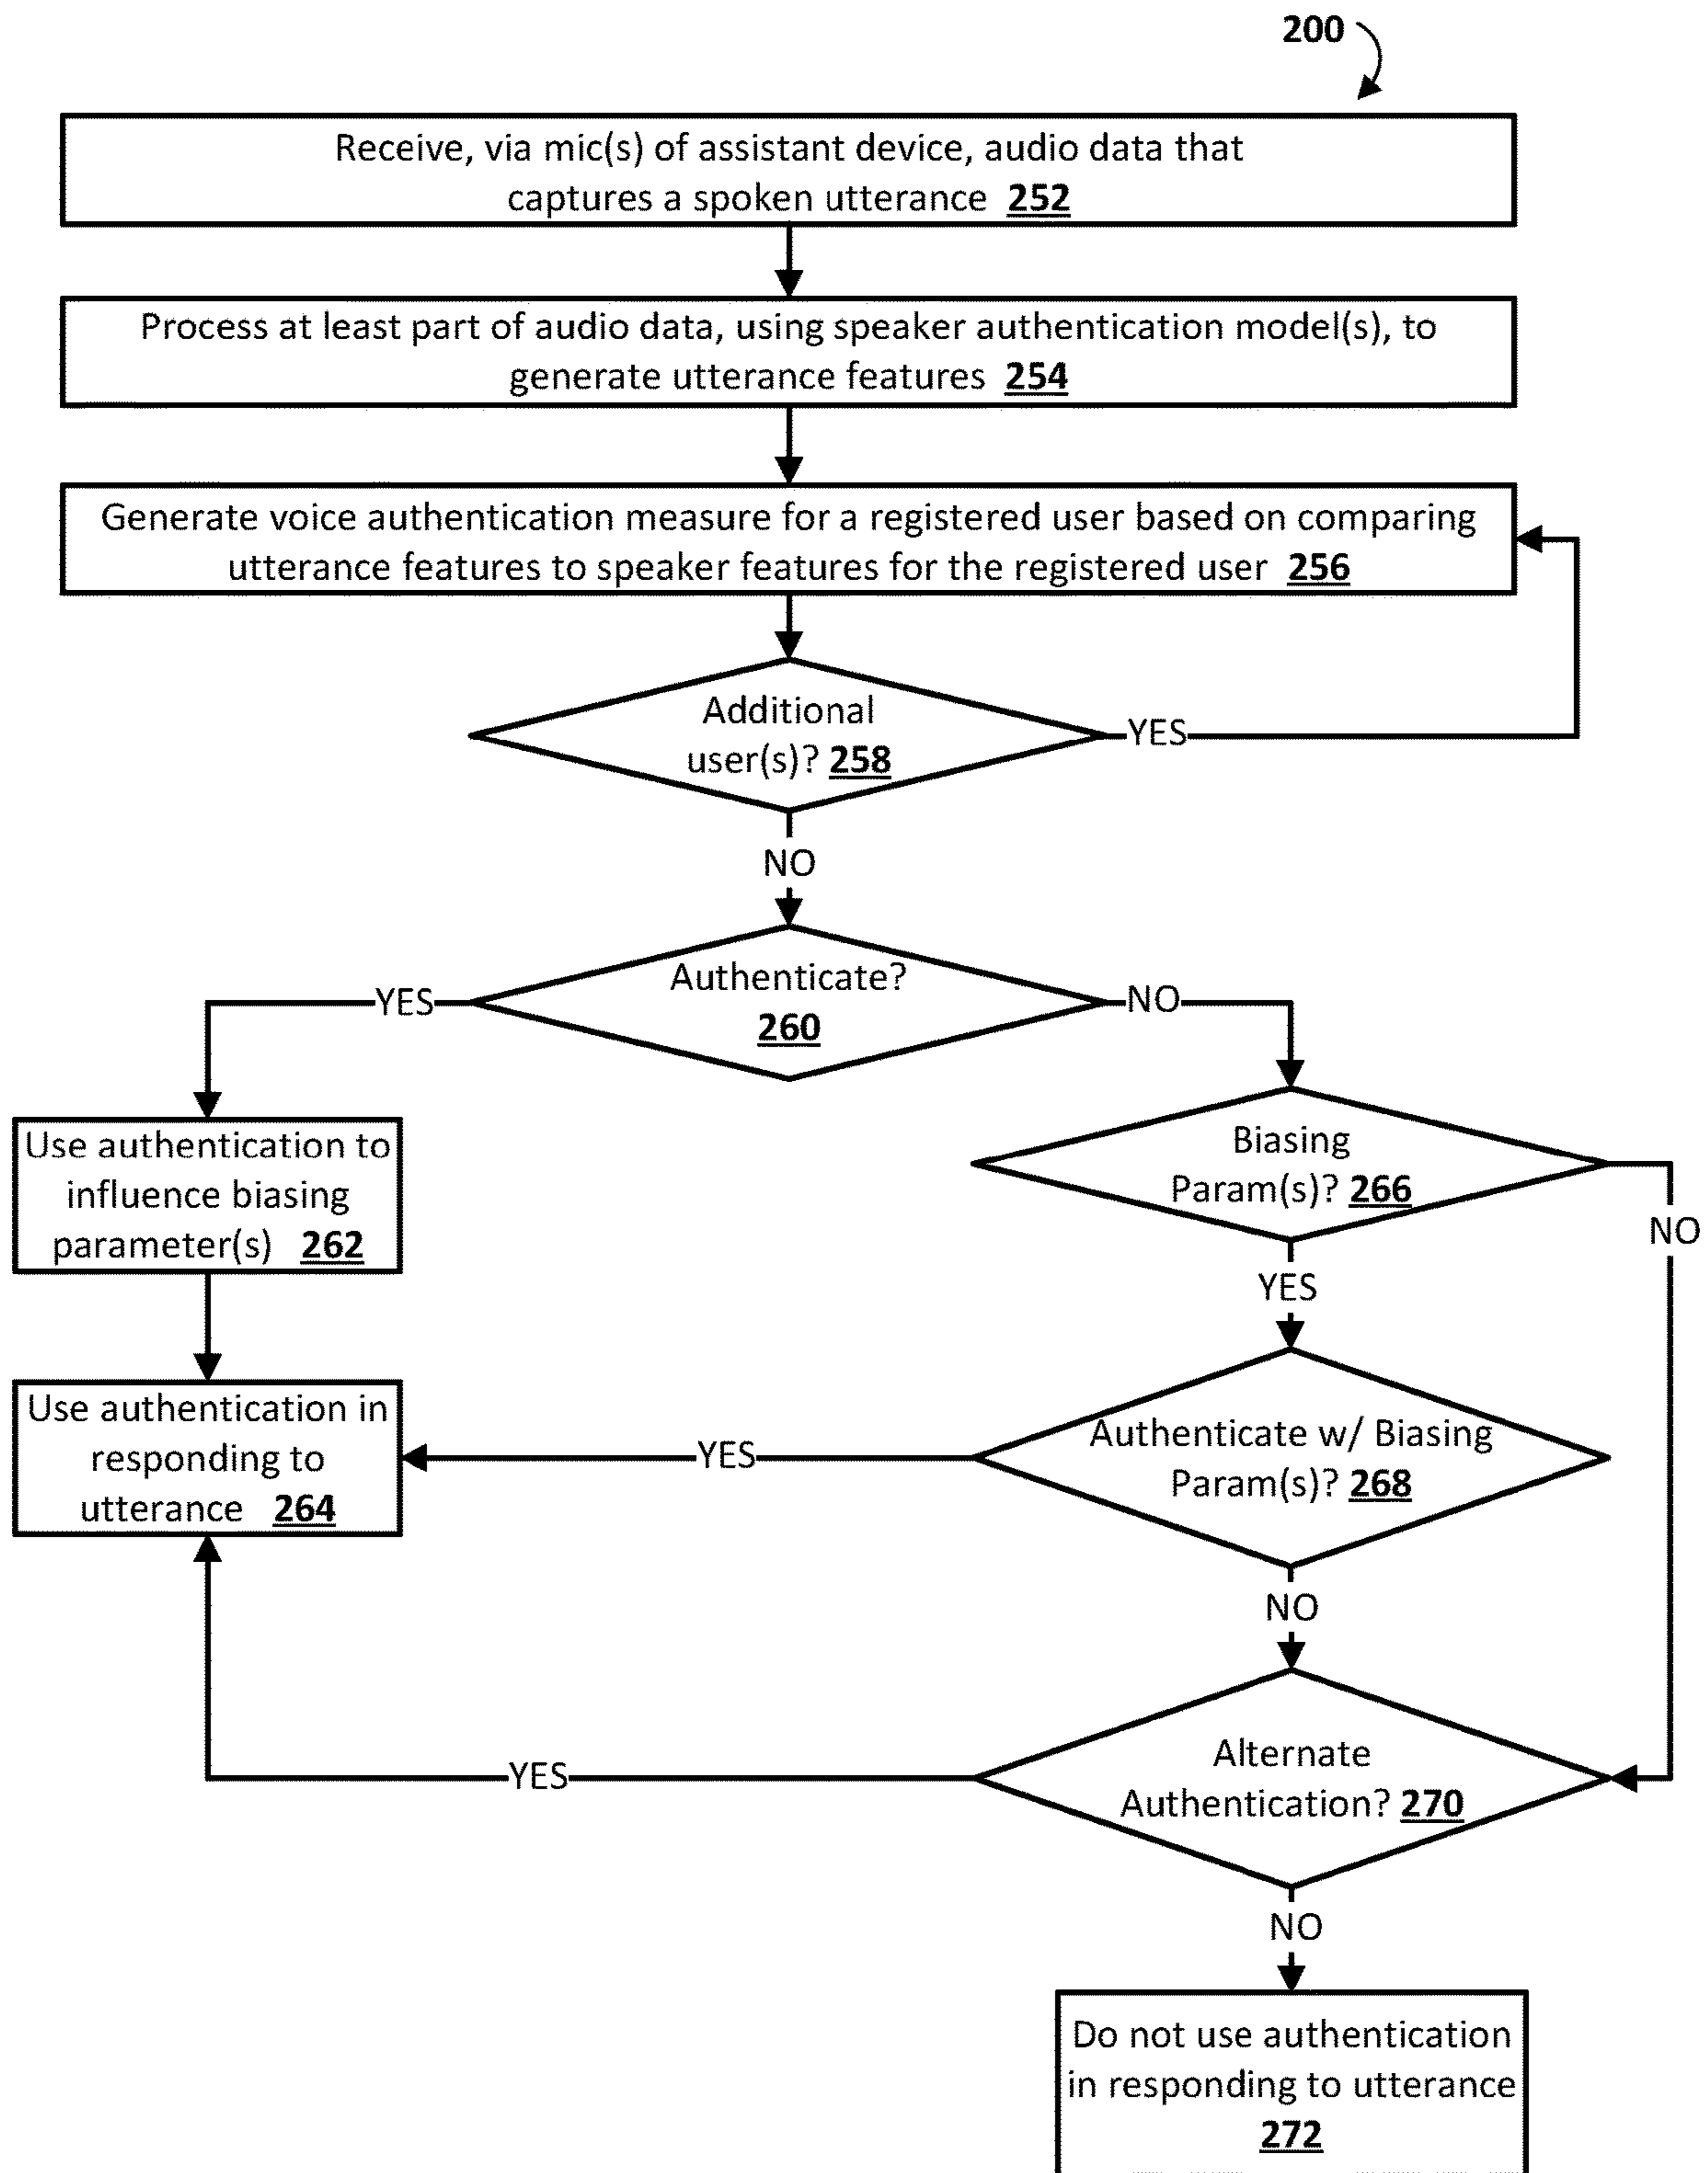 200
Receive, via mic(s) of assistant device, audio data that
captures a spoken utterance 252
Process at least part of audio data, using speaker authentication model(s), to
generate utterance features 254
Generate voice authentication measure for a registered user based on comparing
utterance features to speaker features for the registered user 256
Additional
user(s)? 258
YES
NO
Authenticate?
260
YES
NO
Use authentication to
influence biasing
parameter(s) 262
Biasing
Param(s)? 266
NO
YES
Use authentication in
responding to
utterance 264
YES
Authenticate w/ Biasing
Param(s)? 268
NO
Alternate
Authentication? 270
YES
NO
Do not use authentication
in responding to utterance
272